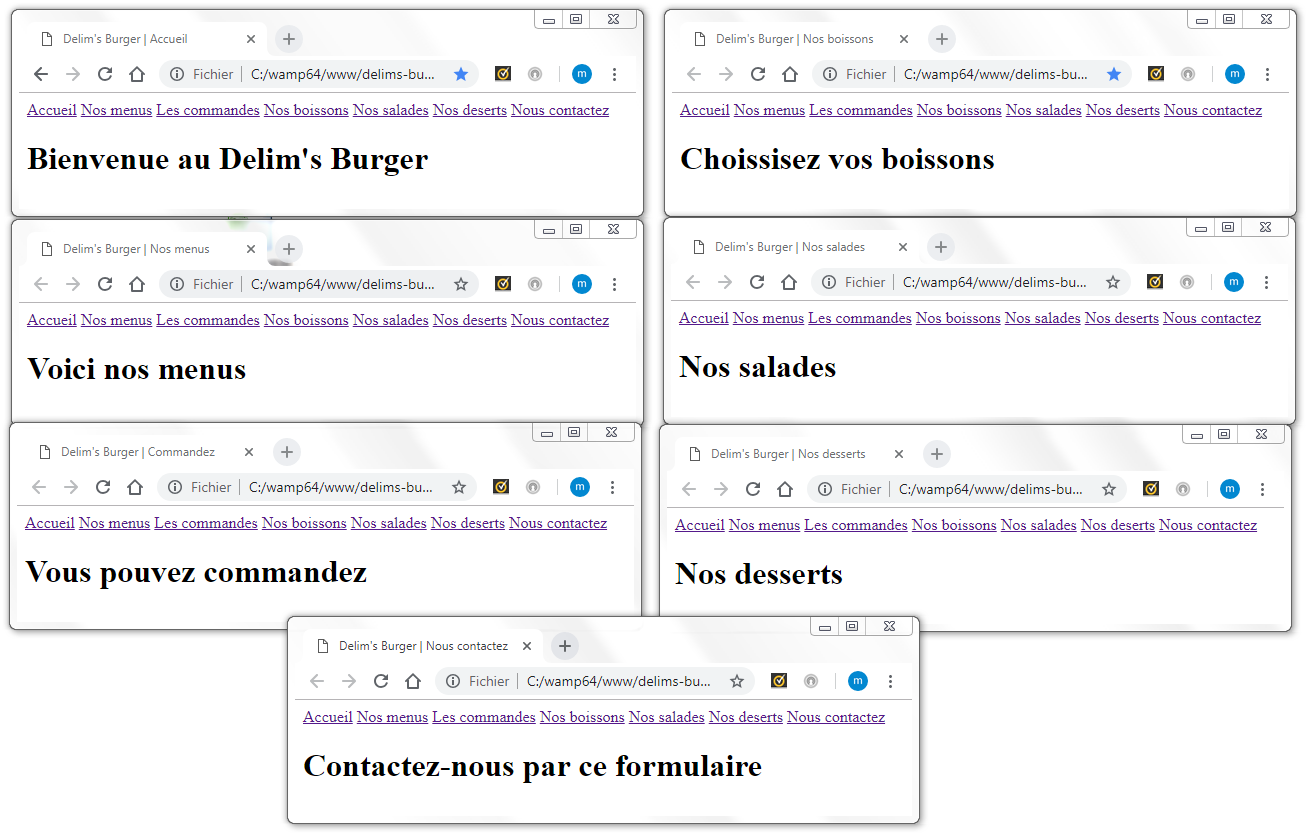 Delim's Burger | Accueil
Fichier C:/wamp64/www/delims-bu... m
Accueil Nos menus Les commandes Nos boissons Nos salades Nos deserts Nous contactez
Bienvenue au Delim's Burger
Delim's Burger | Nos boissons
Fichier C:/wamp64/www/delims-bu... m
Accueil Nos menus Les commandes Nos boissons Nos salades Nos deserts Nous contactez
Choissisez vos boissons
Delim's Burger | Nos menus
Fichier C:/wamp64/www/delims-bu... m
Accueil Nos menus Les commandes Nos boissons Nos salades Nos deserts Nous contactez
Voici nos menus
Delim's Burger | Nos salades
Fichier C:/wamp64/www/delims-bu... m
Accueil Nos menus Les commandes Nos boissons Nos salades Nos deserts Nous contactez
Nos salades
Delim's Burger | Commandez
Fichier C:/wamp64/www/delims-bu... m
Accueil Nos menus Les commandes Nos boissons Nos salades Nos deserts Nous contactez
Vous pouvez commandez
Delim's Burger | Nos desserts
Fichier C:/wamp64/www/delims-bu... m
Accueil Nos menus Les commandes Nos boissons Nos salades Nos deserts Nous contactez
Nos desserts
Delim's Burger | Nous contactez
Fichier C:/wamp64/www/delims-bu... m
Accueil Nos menus Les commandes Nos boissons Nos salades Nos deserts Nous contactez
Contactez-nous par ce formulaire